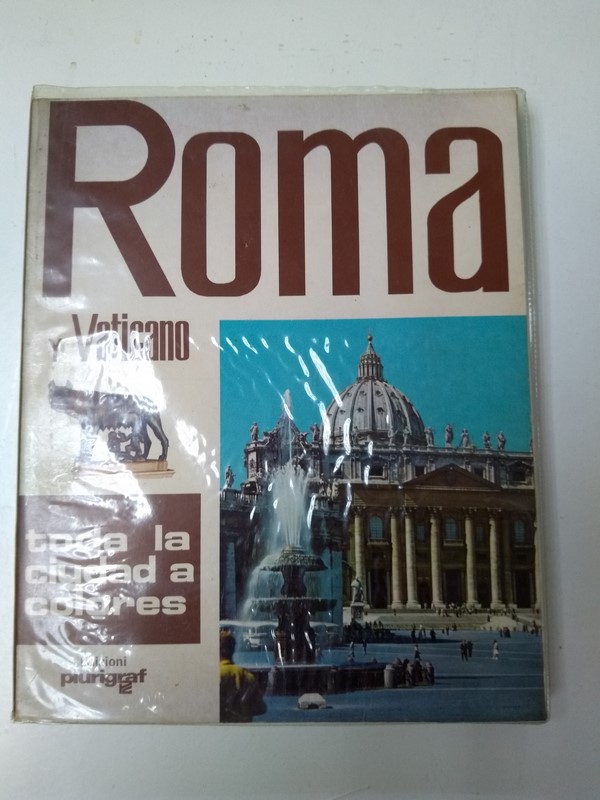 Roma
y Vaticano
toda la
ciudad a
colores
Edizioni
plurigraf